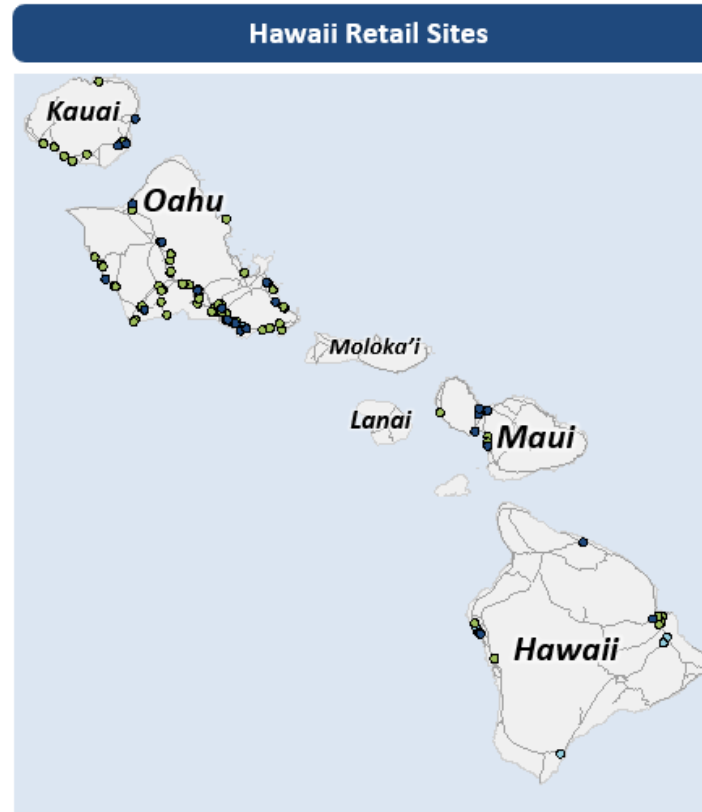 Hawaii Retail Sites
Kauai
Oahu
Moloka’i
Lanai
Maui
Hawaii